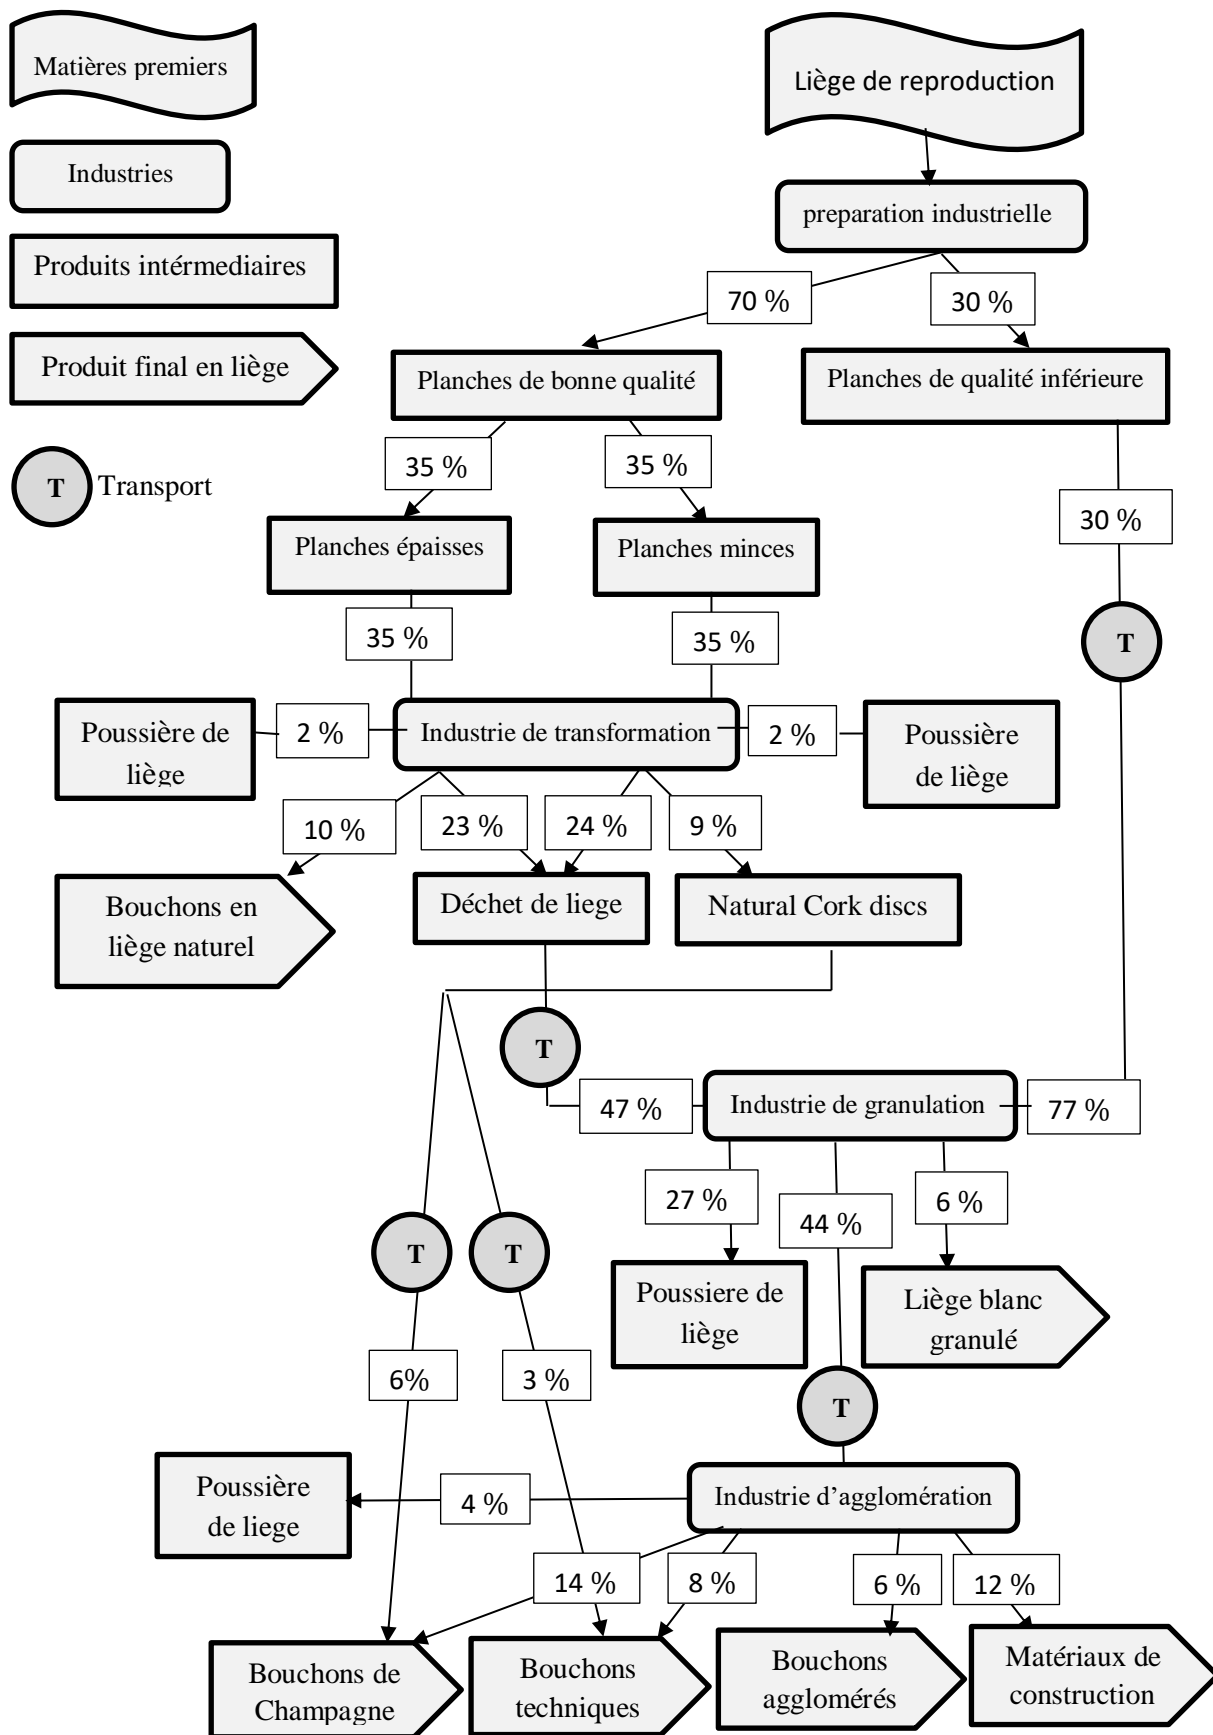 Matières premiers
Industries
Produits intérmediaires
Produit final en liège
T Transport
Liège de reproduction
preparation industrielle
70 %
30 %
Planches de bonne qualité
Planches de qualité inférieure
35 %
35 %
30 %
Planches épaisses
Planches minces
35 %
35 %
T
Poussière de
liège
2 %
Industrie de transformation
2 %
Poussière
de liège
10 %
23 %
24 %
9 %
Bouchons en
liège naturel
Déchet de liege
Natural Cork discs
T
47 %
Industrie de granulation
77 %
27 %
44 %
6 %
T
T
Poussiere de
liège
Liège blanc
granulé
6%
3 %
T
Poussière
de liege
4 %
Industrie d’agglomération
14 %
8 %
6 %
12 %
Bouchons de
Champagne
Bouchons
techniques
Bouchons
agglomérés
Matériaux de
construction